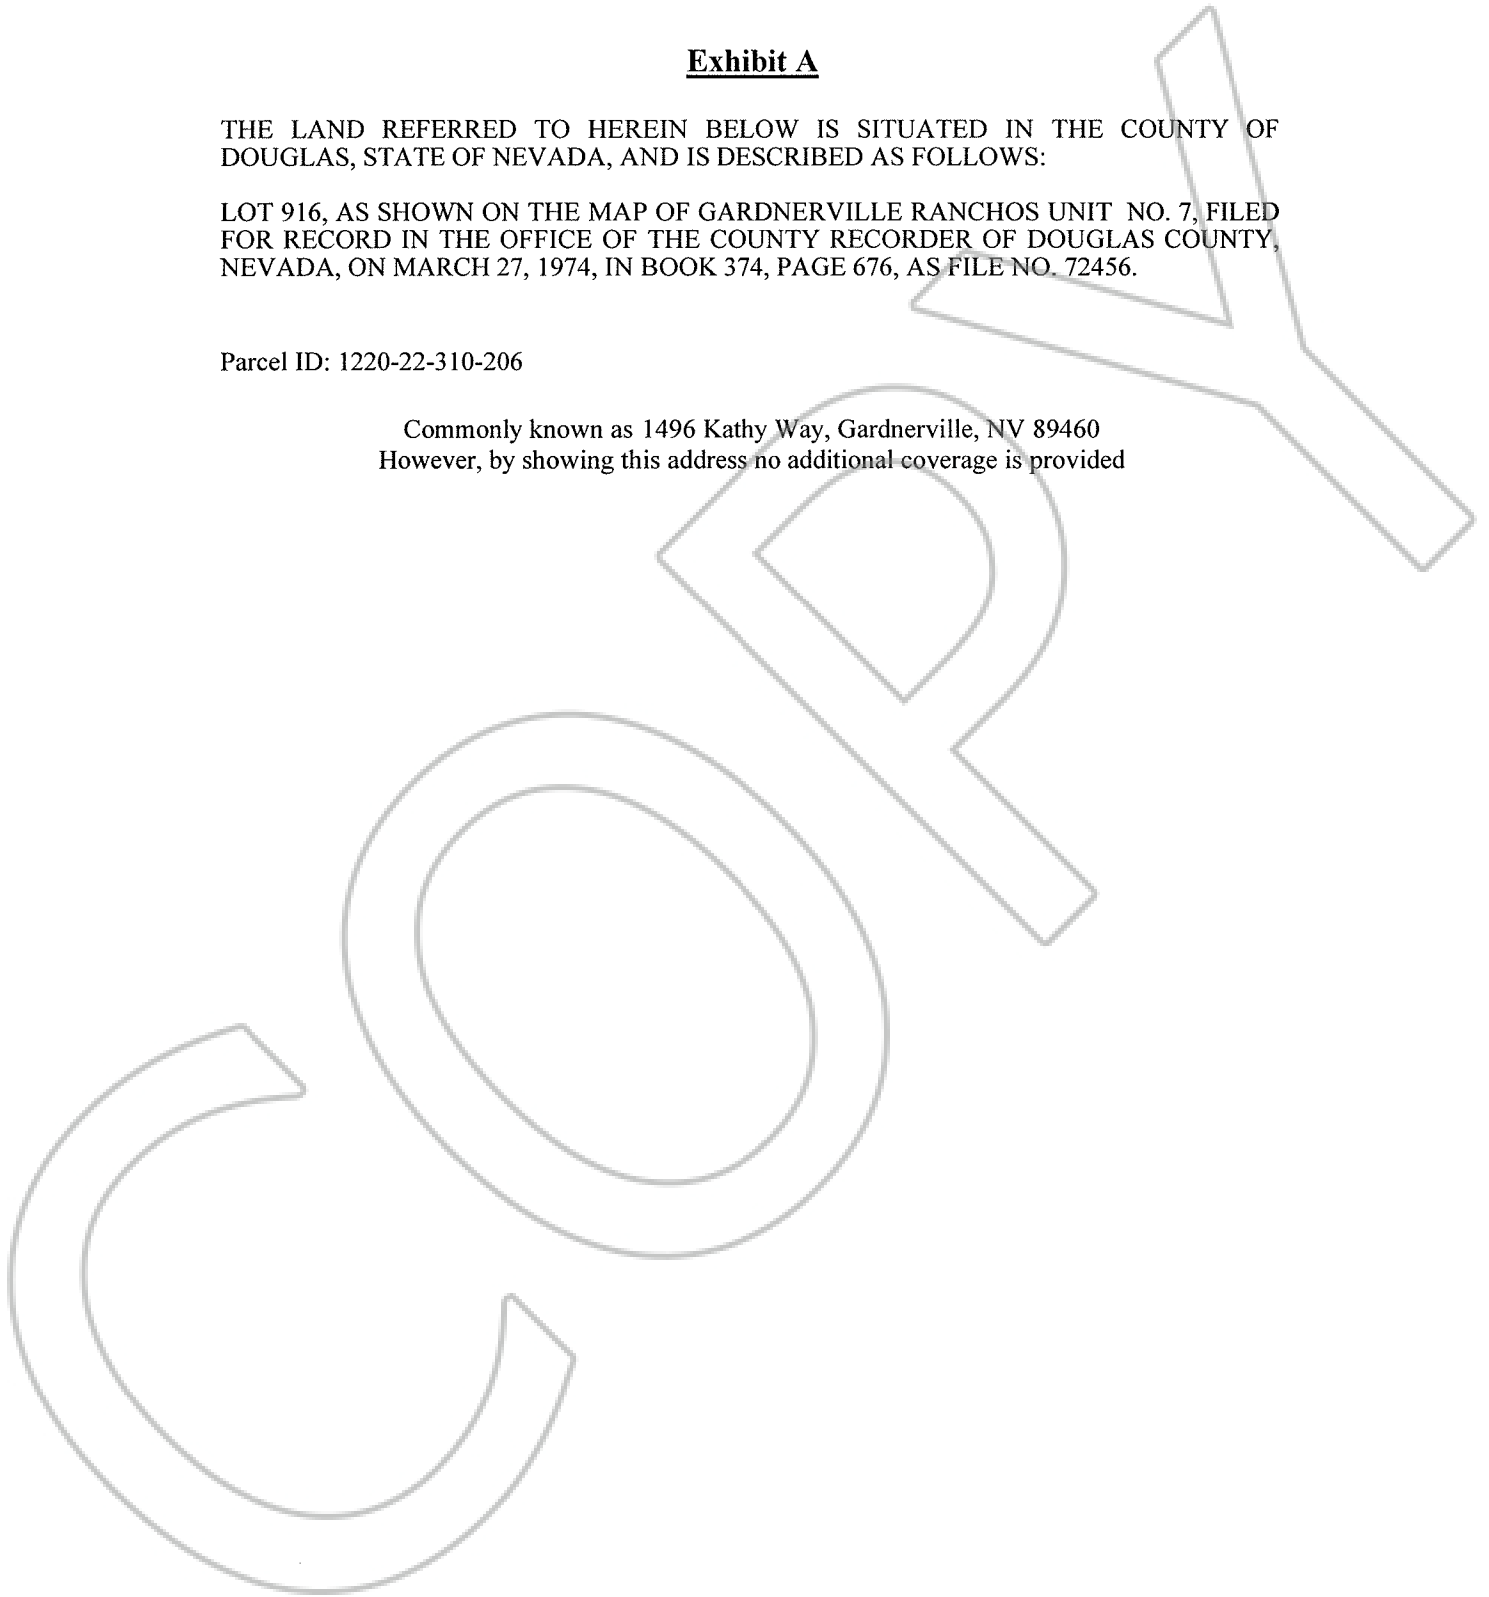 Exhibit A
THE LAND REFERRED TO HEREIN BELOW IS SITUATED IN THE COUNTY OF
DOUGLAS, STATE OF NEVADA, AND IS DESCRIBED AS FOLLOWS:
LOT 916, AS SHOWN ON THE MAP OF GARDNERVILLE RANCHOS UNIT NO. 7, FILED
FOR RECORD IN THE OFFICE OF THE COUNTY RECORDER OF DOUGLAS COUNTY,
NEVADA, ON MARCH 27, 1974, IN BOOK 374, PAGE 676, AS FILE NO. 72456.
Parcel ID: 1220-22-310-206
Commonly known as 1496 Kathy Way, Gardnerville, NV 89460
However, by showing this address no additional coverage is provided
COPY